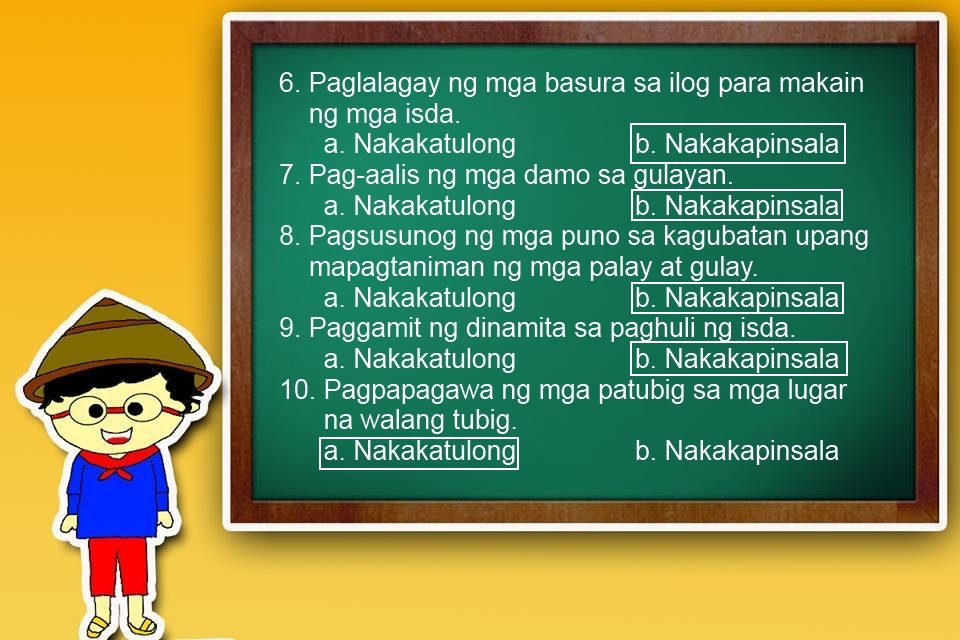 6. Paglalagay ng mga basura sa ilog para makain
ng mga isda.
a. Nakakatulong b. Nakakapinsala
7. Pag-aalis ng mga damo sa gulayan.
a. Nakakatulong b. Nakakapinsala
8. Pagsusunog ng mga puno sa kagubatan upang
mapagtaniman ng mga palay at gulay.
a. Nakakatulong b. Nakakapinsala
9. Paggamit ng dinamita sa paghuli ng isda.
a. Nakakatulong b. Nakakapinsala
10. Pagpapagawa ng mga patubig sa mga lugar
na walang tubig.
a. Nakakatulong b. Nakakapinsala